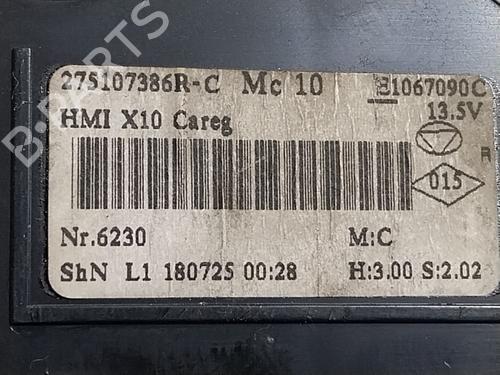 B-PARTS
275107386R-C Mc 10 E1067090C
HMI X10 Careg 13.5V
R
015
Nr.6230 M:C
ShN L1 180725 00:28 H:3.00 S:2.02